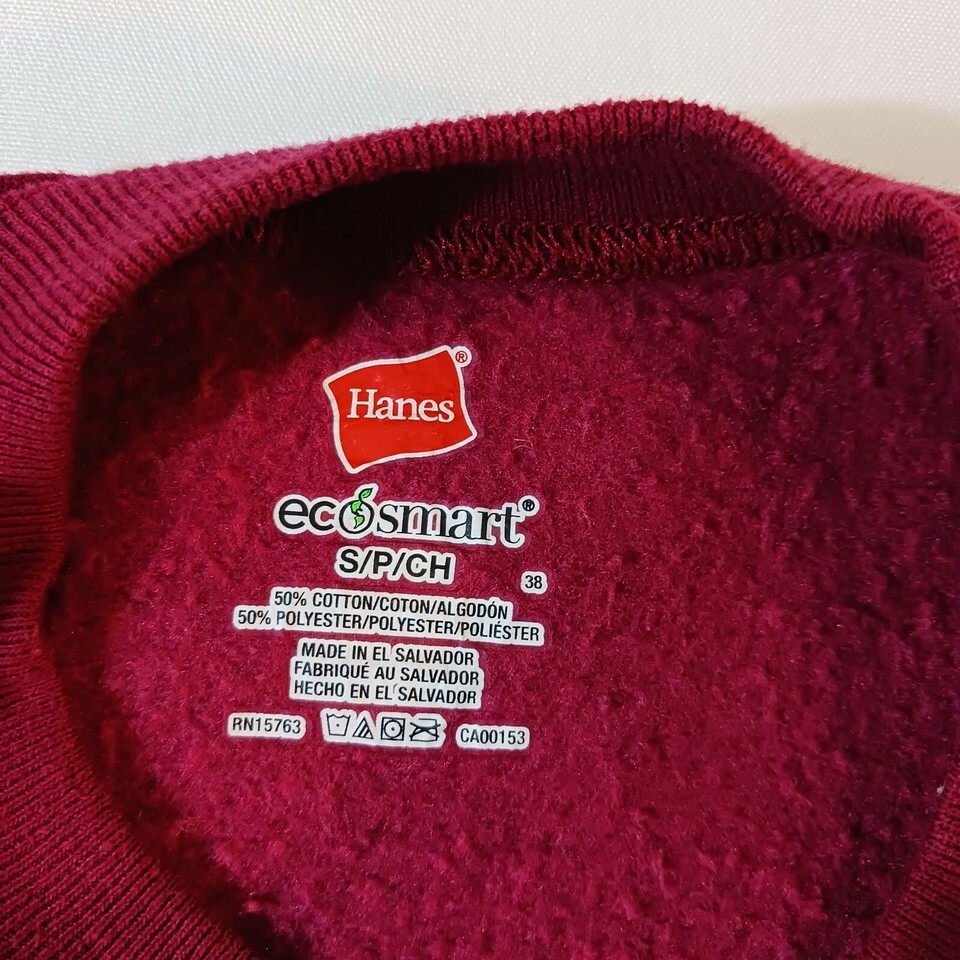 Hanes®
ecosmart®
S/P/CH
38
50% COTTON/COTON/ALGODÓN
50% POLYESTER/POLYESTER/POLIÉSTER
MADE IN EL SALVADOR
FABRIQUÉ AU SALVADOR
HECHO EN EL SALVADOR
RN15763
CA00153